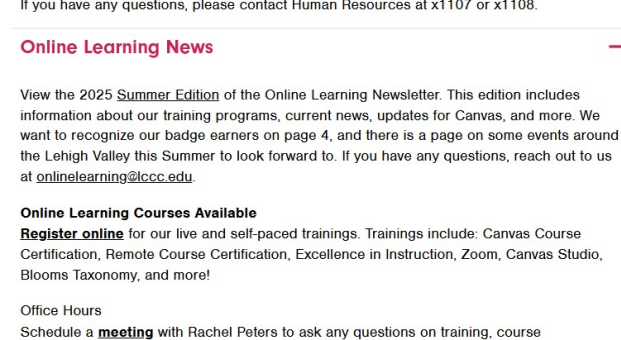 If you have any questions, please contact Human Resources at x1107 or x1108.
Online Learning News
View the 2025 Summer Edition of the Online Learning Newsletter. This edition includes
information about our training programs, current news, updates for Canvas, and more. We
want to recognize our badge earners on page 4, and there is a page on some events around
the Lehigh Valley this Summer to look forward to. If you have any questions, reach out to us
at onlinelearning@lccc.edu.
Online Learning Courses Available
Register online for our live and self-paced trainings. Trainings include: Canvas Course
Certification, Remote Course Certification, Excellence in Instruction, Zoom, Canvas Studio,
Blooms Taxonomy, and more!
Office Hours
Schedule a meeting with Rachel Peters to ask any questions on training, course